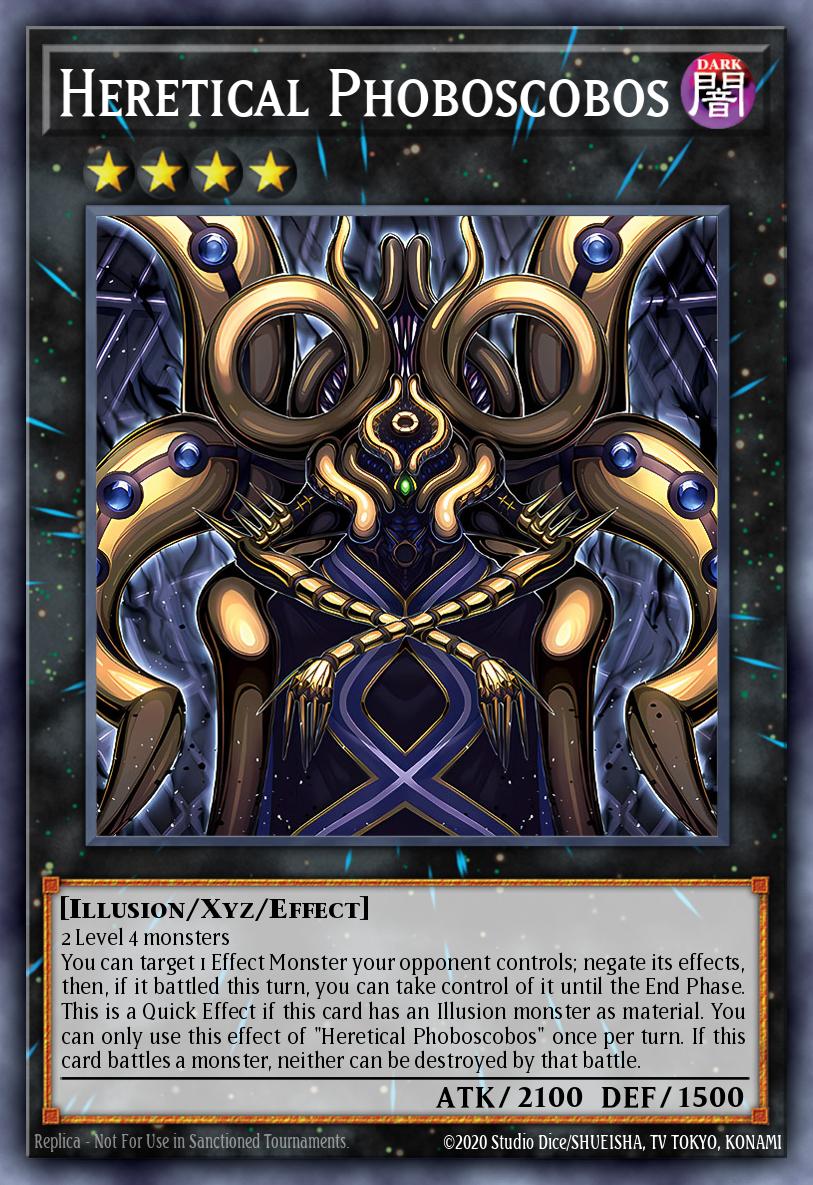 Heretical Phoboscobos
DARK
闇
[Illusion/Xyz/Effect]
2 Level 4 monsters
You can target 1 Effect Monster your opponent controls; negate its effects,
then, if it battled this turn, you can take control of it until the End Phase.
This is a Quick Effect if this card has an Illusion monster as material. You
can only use this effect of "Heretical Phoboscobos" once per turn. If this
card battles a monster, neither can be destroyed by that battle.
ATK/2100 DEF/1500
Replica - Not For Use in Sanctioned Tournaments.
©2020 Studio Dice/SHUEISHA, TV TOKYO, KONAMI